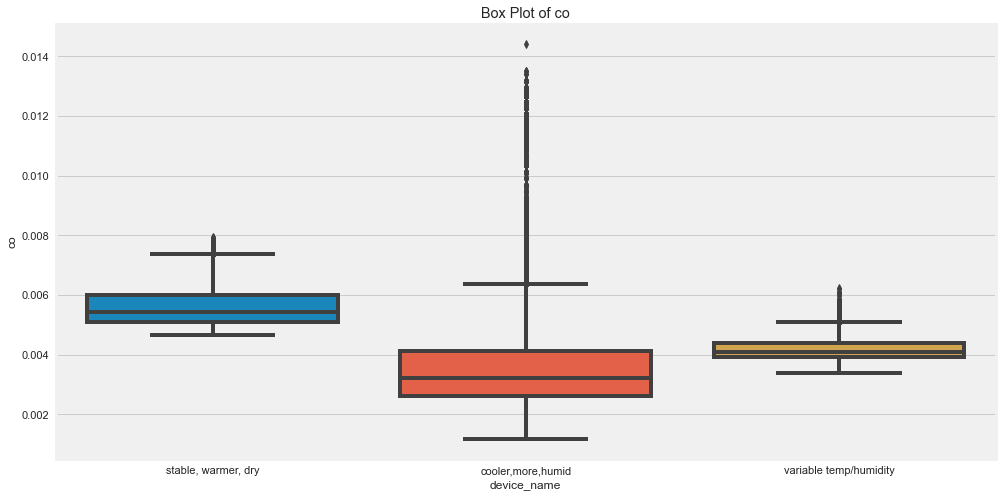 Box Plot of co
0.014
0.012
0.010
0.008
0.006
0.004
0.002
co
stable, warmer, dry
cooler,more,humid
variable temp/humidity
device_name